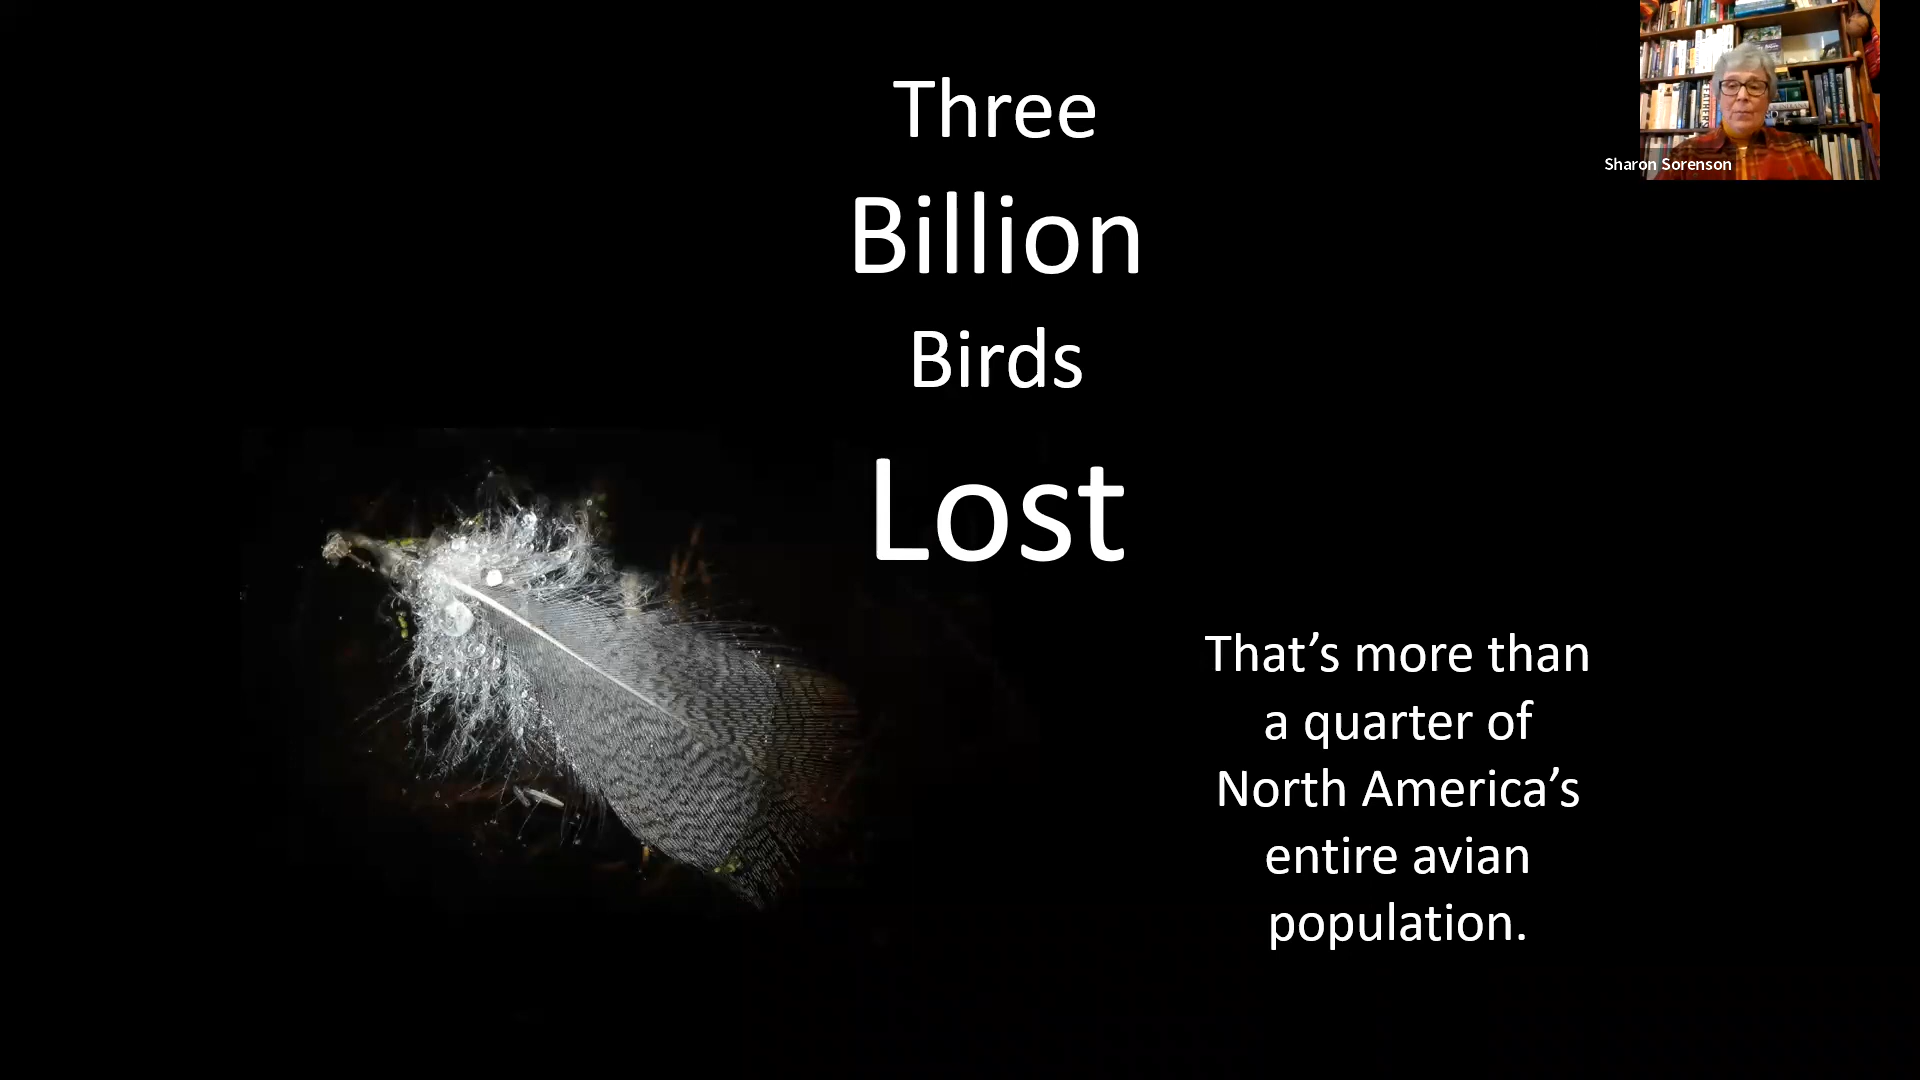 Three
Billion
Birds
Lost
That's more than
a quarter of
North America's
entire avian
population.
Sharon Sorenson